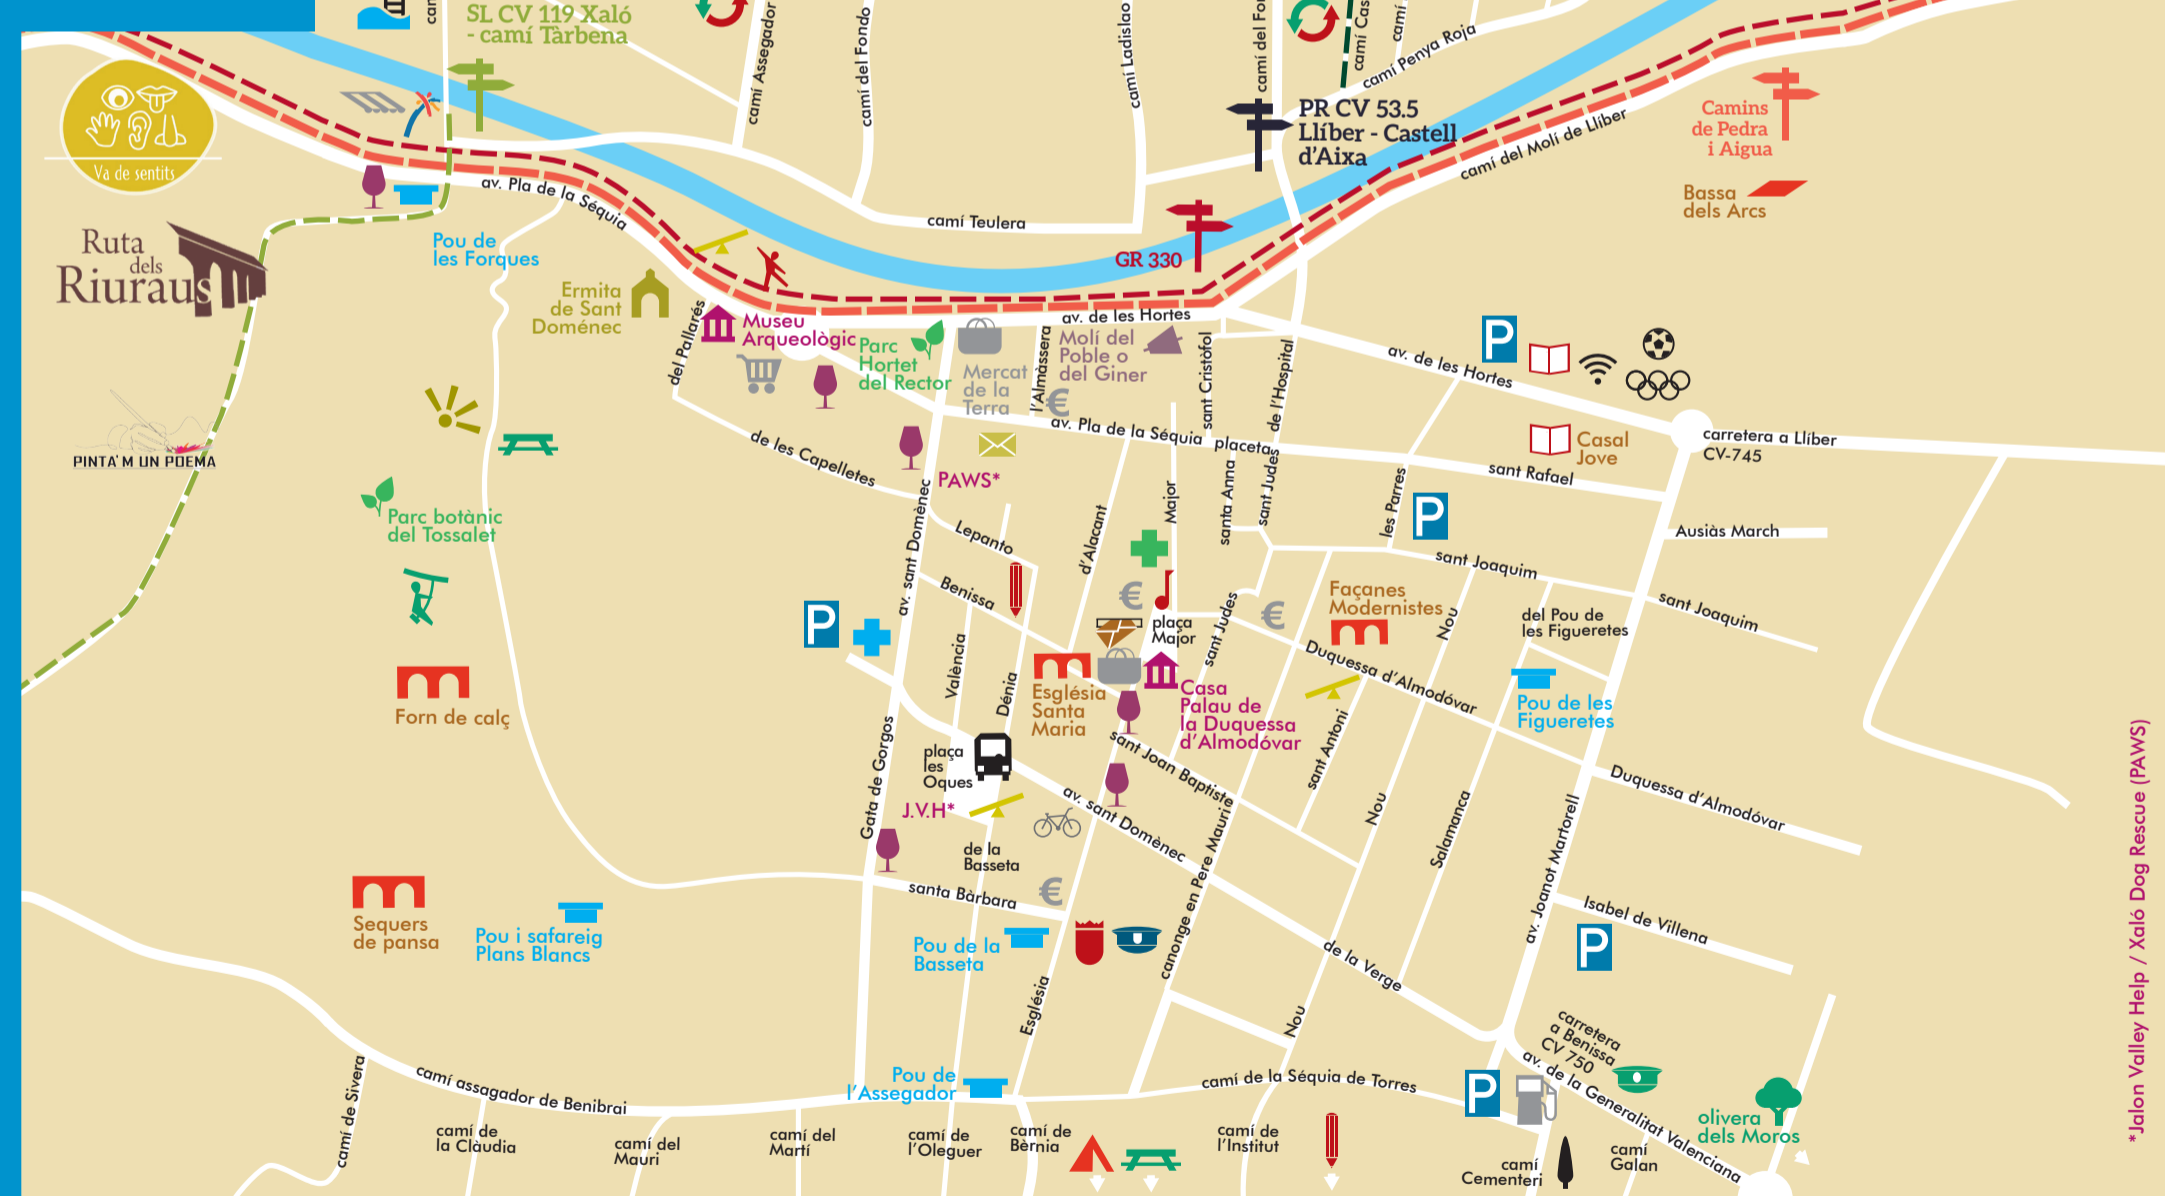 SL CV 119 Xaló
- camí Tàrbena
camí Assegador
camí del Fondo
camí Ladislao
camí Penya Roja
PR CV 53.5
Llíber - Castell
d'Aixa
camí del Molí de Llíber
Camins
de Pedra
i Aigua
Bassa
dels Arcs
Va de sentits
av. Pla de la Séquia
camí Teulera
GR 330
Ruta
dels
Riuraus
Pou de
les Forques
Ermita
de Sant
Doménec
del Pallarés
Museu
Arqueològic
Parc
Hortet
del Rector
Mercat
de la
Terra
l'Almàssera
€
av. de les Hortes
Molí del
Poble o
del Giner
sant Cristòfol
de l'Hospital
av. de les Hortes
P
Casal
Jove
carretera a Llíber
CV-745
PINTA'M UN POEMA
de les Capelletes
av. Pla de la Séquia
placeta
sant Rafael
PAWS*
Parc botànic
del Tossalet
av. sant Domènec
Lepanto
d'Alacant
Major
santa Anna
sant Judes
les Parres
P
Ausiàs March
sant Joaquim
sant Joaquim
Benissa
€
plaça
Major
sant Judes
€
Façanes
Modernistes
Nou
del Pou de
les Figueretes
P
València
Dénia
Església
Santa
Maria
Casa
Palau de
la Duquessa
d'Almodóvar
Duquessa d'Almodóvar
Pou de les
Figueretes
Forn de calç
Gata de Gorgos
plaça
les
Oques
sant Joan Baptiste
sant Antoni
J.V.H*
av. sant Domènec
Nou
Salamanca
Duquessa d'Almodóvar
av. Joanot Martorell
de la
Basseta
canonge en Pere Mauri
santa Bàrbara
€
Isabel de Villena
P
Sequers
de pansa
Pou i safareig
Plans Blancs
Pou de la
Basseta
de la Verge
Església
Nou
carretera
a Benissa
CV 750
Pou de
l'Assegador
camí de la Séquia de Torres
P
av. de la Generalitat Valenciana
olivera
dels Moros
camí de Sivera
camí assagador de Benibrai
camí de
la Clàudia
camí del
Mauri
camí del
Martí
camí de
l'Oleguer
camí de
Bèrnia
camí de
l'Institut
camí
Cementeri
camí
Galan
*Jalon Valley Help / Xaló Dog Rescue (PAWS)